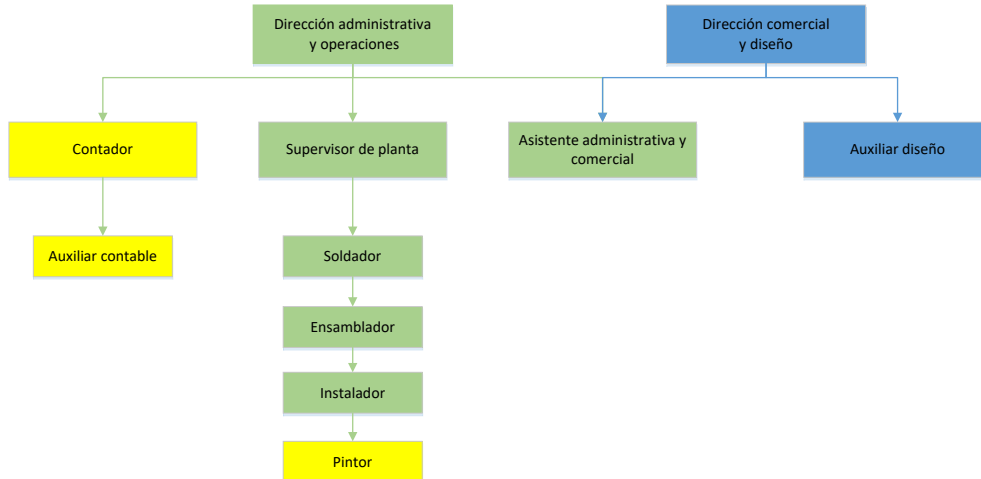 Dirección administrativa
y operaciones
Dirección comercial
y diseño
Contador
Supervisor de planta
Asistente administrativa y
comercial
Auxiliar diseño
Auxiliar contable
Soldador
Ensamblador
Instalador
Pintor